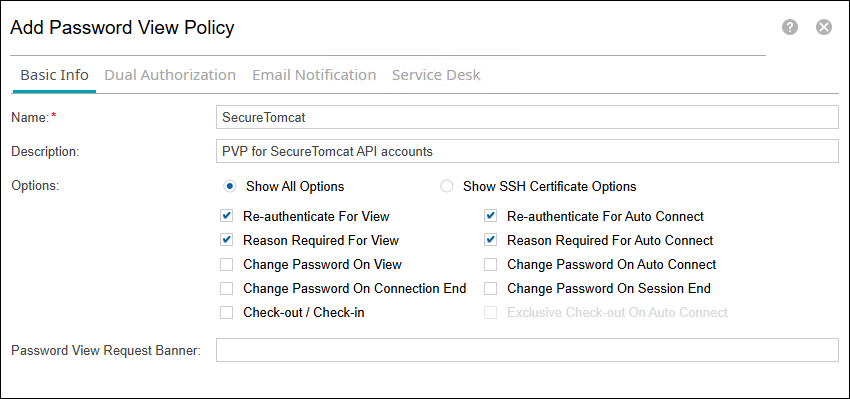 Add Password View Policy
Basic Info Dual Authorization Email Notification Service Desk
Name:* SecureTomcat
Description: PVP for SecureTomcat API accounts
Options: Show All Options Show SSH Certificate Options
Re-authenticate For View Re-authenticate For Auto Connect
Reason Required For View Reason Required For Auto Connect
Change Password On View Change Password On Auto Connect
Change Password On Connection End Change Password On Session End
Check-out / Check-in Exclusive Check-out On Auto Connect
Password View Request Banner: